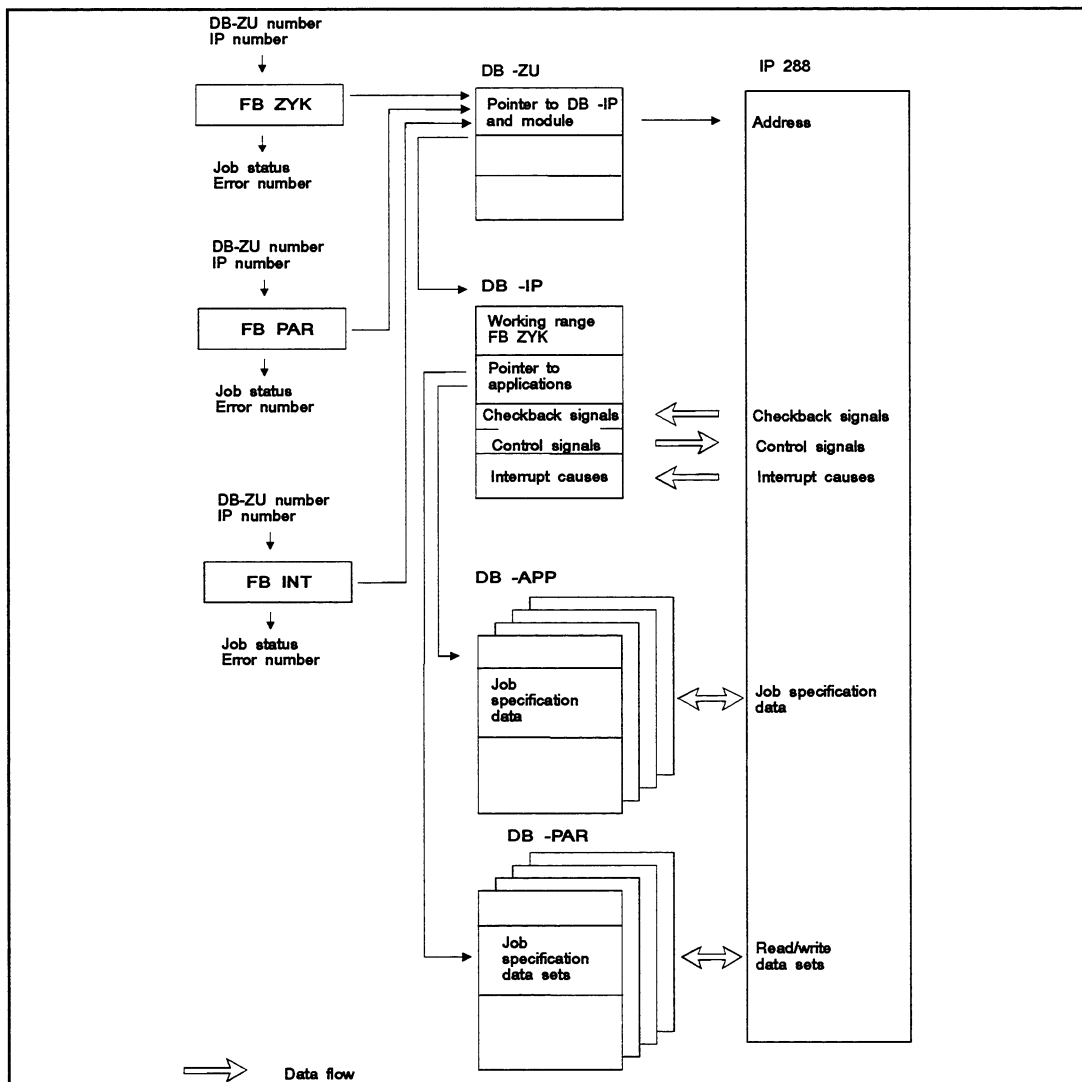 DB-ZU number
IP number
FB ZYK
Job status
Error number
DB-ZU number
IP number
FB PAR
Job status
Error number
DB-ZU number
IP number
FB INT
Job status
Error number
DB -ZU
Pointer to DB -IP
and module
DB -IP
Working range
FB ZYK
Pointer to
applications
Checkback signals
Control signals
Interrupt causes
DB -APP
Job
specification
data
DB -PAR
Job
specification
data sets
IP 288
Address
Checkback signals
Control signals
Interrupt causes
Job specification
data
Read/write
data sets
Data flow